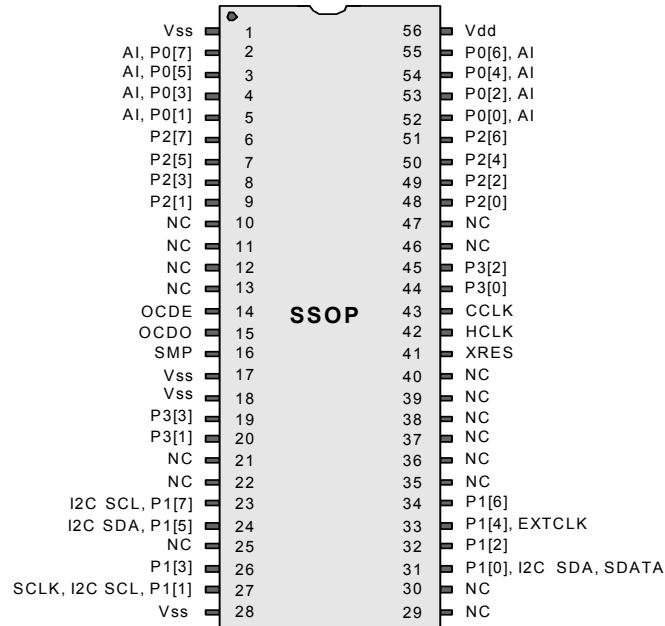 Vss 1 56 Vdd
AI, P0[7] 2 55 P0[6], AI
AI, P0[5] 3 54 P0[4], AI
AI, P0[3] 4 53 P0[2], AI
AI, P0[1] 5 52 P0[0], AI
P2[7] 6 51 P2[6]
P2[5] 7 50 P2[4]
P2[3] 8 49 P2[2]
P2[1] 9 48 P2[0]
NC 10 47 NC
NC 11 46 NC
NC 12 45 P3[2]
NC 13 44 P3[0]
OCDE 14 SSOP 43 CCLK
OCDO 15 42 HCLK
SMP 16 41 XRES
Vss 17 40 NC
Vss 18 39 NC
P3[3] 19 38 NC
P3[1] 20 37 NC
NC 21 36 NC
NC 22 35 NC
I2C SCL, P1[7] 23 34 P1[6]
I2C SDA, P1[5] 24 33 P1[4], EXTCLK
NC 25 32 P1[2]
P1[3] 26 31 P1[0], I2C SDA, SDATA
SCLK, I2C SCL, P1[1] 27 30 NC
Vss 28 29 NC